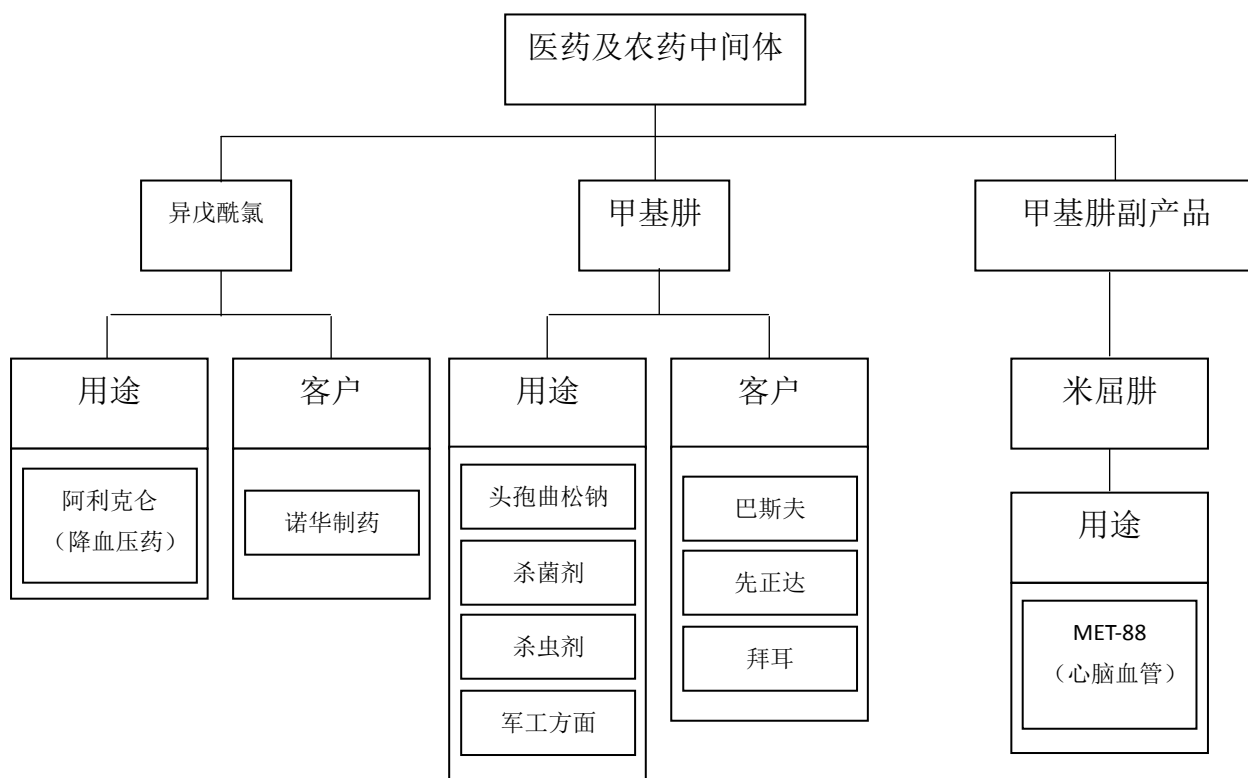 医药及农药中间体
异戊酰氯
甲基肼
甲基肼副产品
用途
客户
用途
客户
米屈肼
阿利克仑
（降血压药）
诺华制药
头孢曲松钠
杀菌剂
杀虫剂
军工方面
巴斯夫
先正达
拜耳
用途
MET-88
（心脑血管）